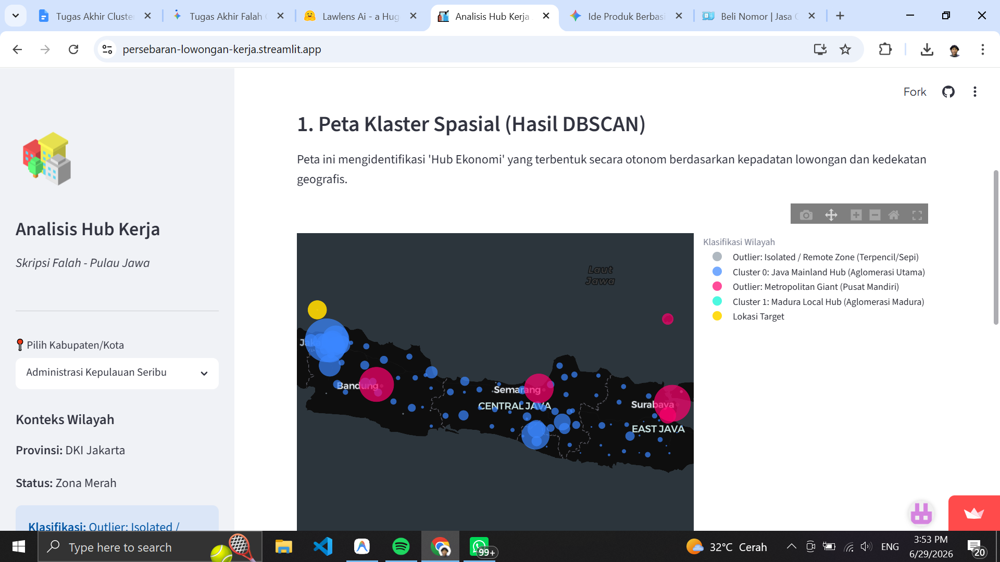 Tugas Akhir Cluste
Tugas Akhir Falah
Lawlens Ai - a Hug
Analisis Hub Kerja
Ide Produk Berbasi
Beli Nomor | Jasa
persebaran-lowongan-kerja.streamlit.app
Fork
1. Peta Klaster Spasial (Hasil DBSCAN)
Peta ini mengidentifikasi 'Hub Ekonomi' yang terbentuk secara otonom berdasarkan kepadatan lowongan dan kedekatan
geografis.
Analisis Hub Kerja
Skripsi Falah - Pulau Jawa
Pilih Kabupaten/Kota
Administrasi Kepulauan Seribu
Konteks Wilayah
Provinsi: DKI Jakarta
Status: Zona Merah
Klasifikasi: Outlier: Isolated /
Laut
Jawa
Bandung
Semarang
CENTRAL JAVA
Surabaya
EAST JAVA
Klasifikasi Wilayah
Outlier: Isolated / Remote Zone (Terpencil/Sepi)
Cluster 0: Java Mainland Hub (Aglomerasi Utama)
Outlier: Metropolitan Giant (Pusat Mandiri)
Cluster 1: Madura Local Hub (Aglomerasi Madura)
Lokasi Target
Type here to search
99+
32°C Cerah
ENG
3:53 PM
6/29/2026
20